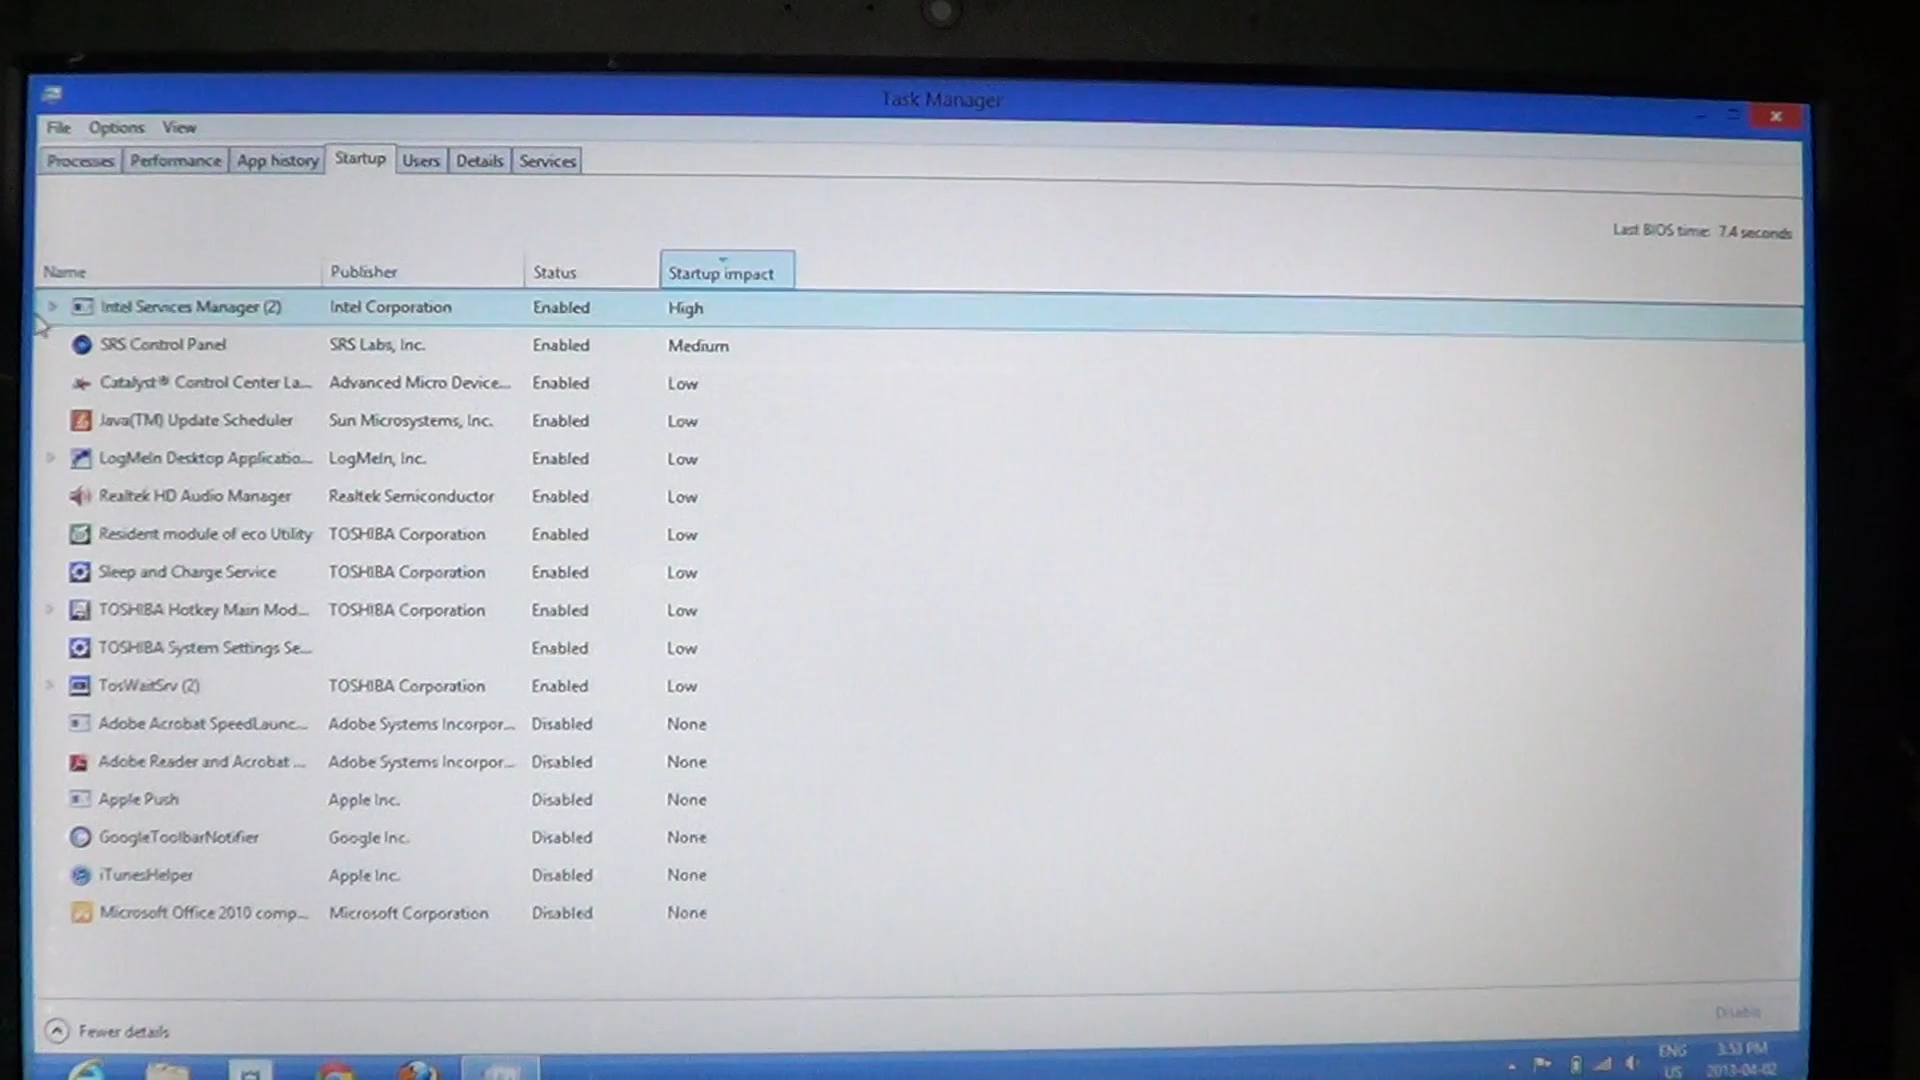 Task Manager
File Options View
Processes Performance App history Startup Users Details Services
Last BIOS time: 7.4 seconds
Name Publisher Status Startup impact
Intel Services Manager (2) Intel Corporation Enabled High
SRS Control Panel SRS Labs, Inc. Enabled Medium
Catalyst® Control Center La... Advanced Micro Device... Enabled Low
Java(TM) Update Scheduler Sun Microsystems, Inc. Enabled Low
LogMeIn Desktop Applicatio... LogMeIn, Inc. Enabled Low
Realtek HD Audio Manager Realtek Semiconductor Enabled Low
Resident module of eco Utility TOSHIBA Corporation Enabled Low
Sleep and Charge Service TOSHIBA Corporation Enabled Low
TOSHIBA Hotkey Main Mod... TOSHIBA Corporation Enabled Low
TOSHIBA System Settings Se... Enabled Low
TosWaitSrv (2) TOSHIBA Corporation Enabled Low
Adobe Acrobat SpeedLaunc... Adobe Systems Incorpor... Disabled None
Adobe Reader and Acrobat ... Adobe Systems Incorpor... Disabled None
Apple Push Apple Inc. Disabled None
GoogleToolbarNotifier Google Inc. Disabled None
iTunesHelper Apple Inc. Disabled None
Microsoft Office 2010 comp... Microsoft Corporation Disabled None
Disable
Fewer details
ENG 3:53 PM
US 2013-04-02